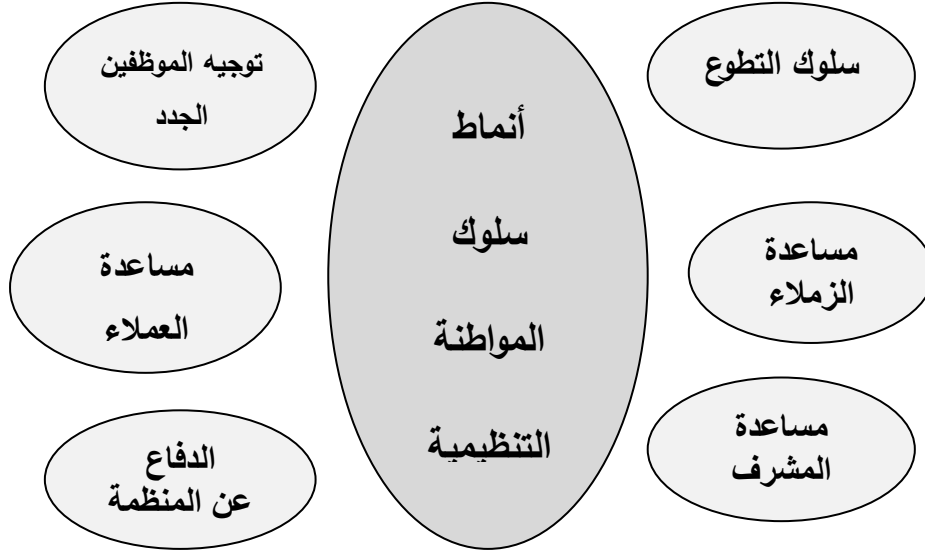 سلوك التطوع
مساعدة
الزملاء
مساعدة
المشرف
أنماط
سلوك
المواطنة
التنظيمية
توجيه الموظفين
الجدد
مساعدة
العملاء
الدفاع
عن المنظمة